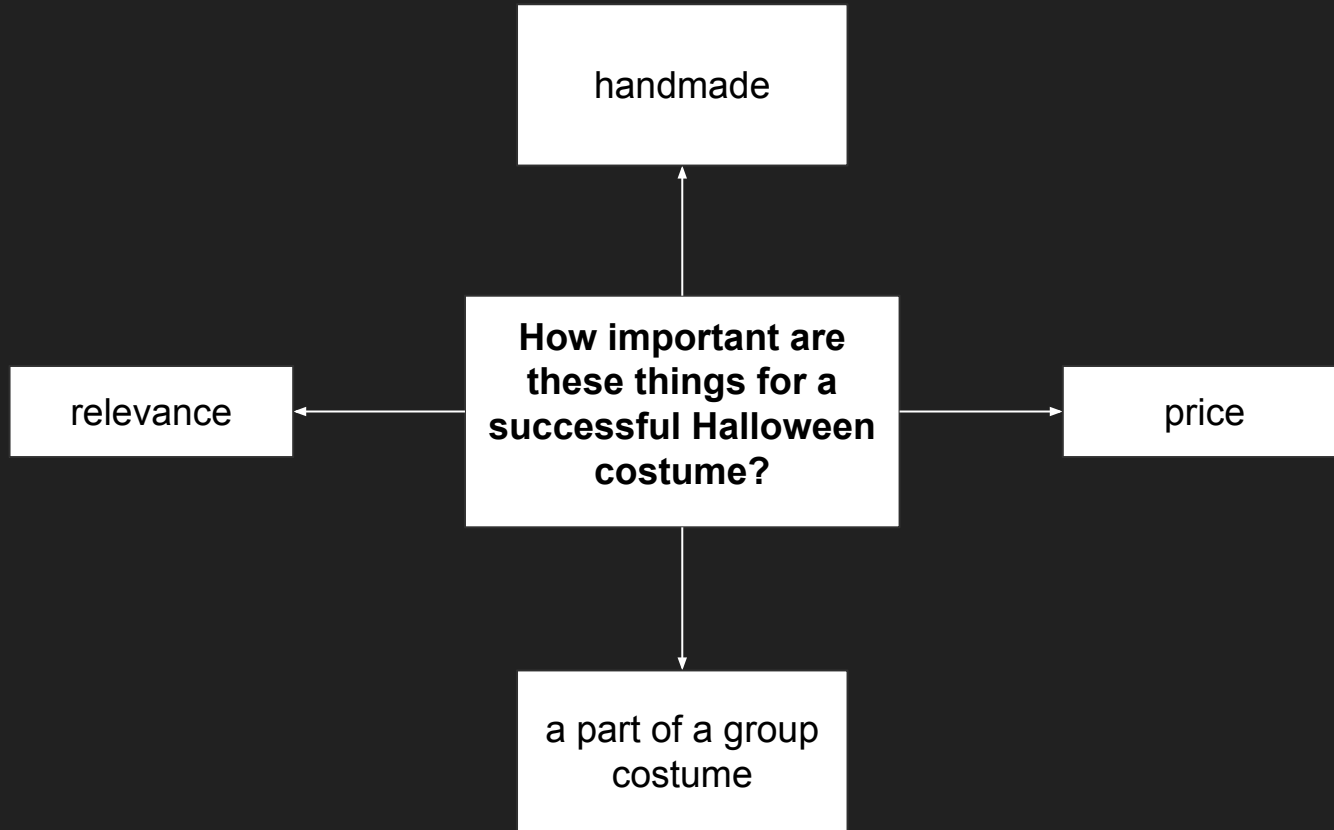 handmade
How important are
these things for a
successful Halloween
costume?
relevance
price
a part of a group
costume